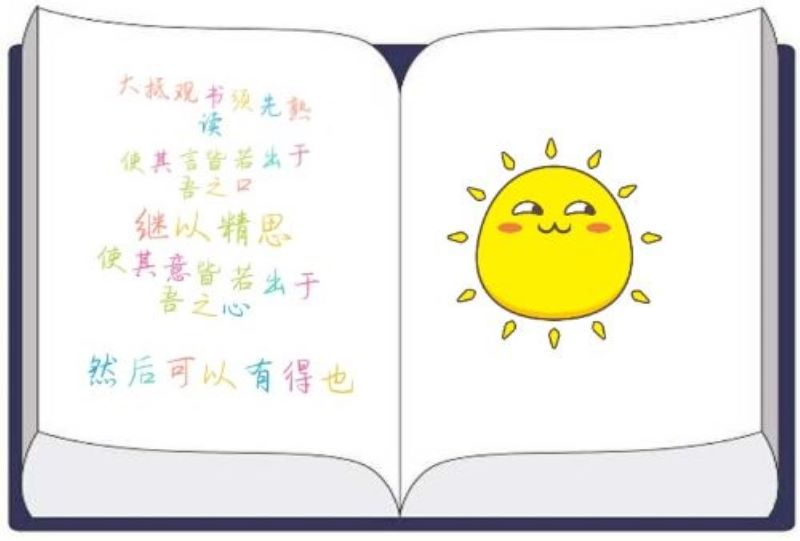 大抵观书须先熟
读
使其言皆若出于
吾之口
继以精思
使其意皆若出于
吾之心
然后可以有得也